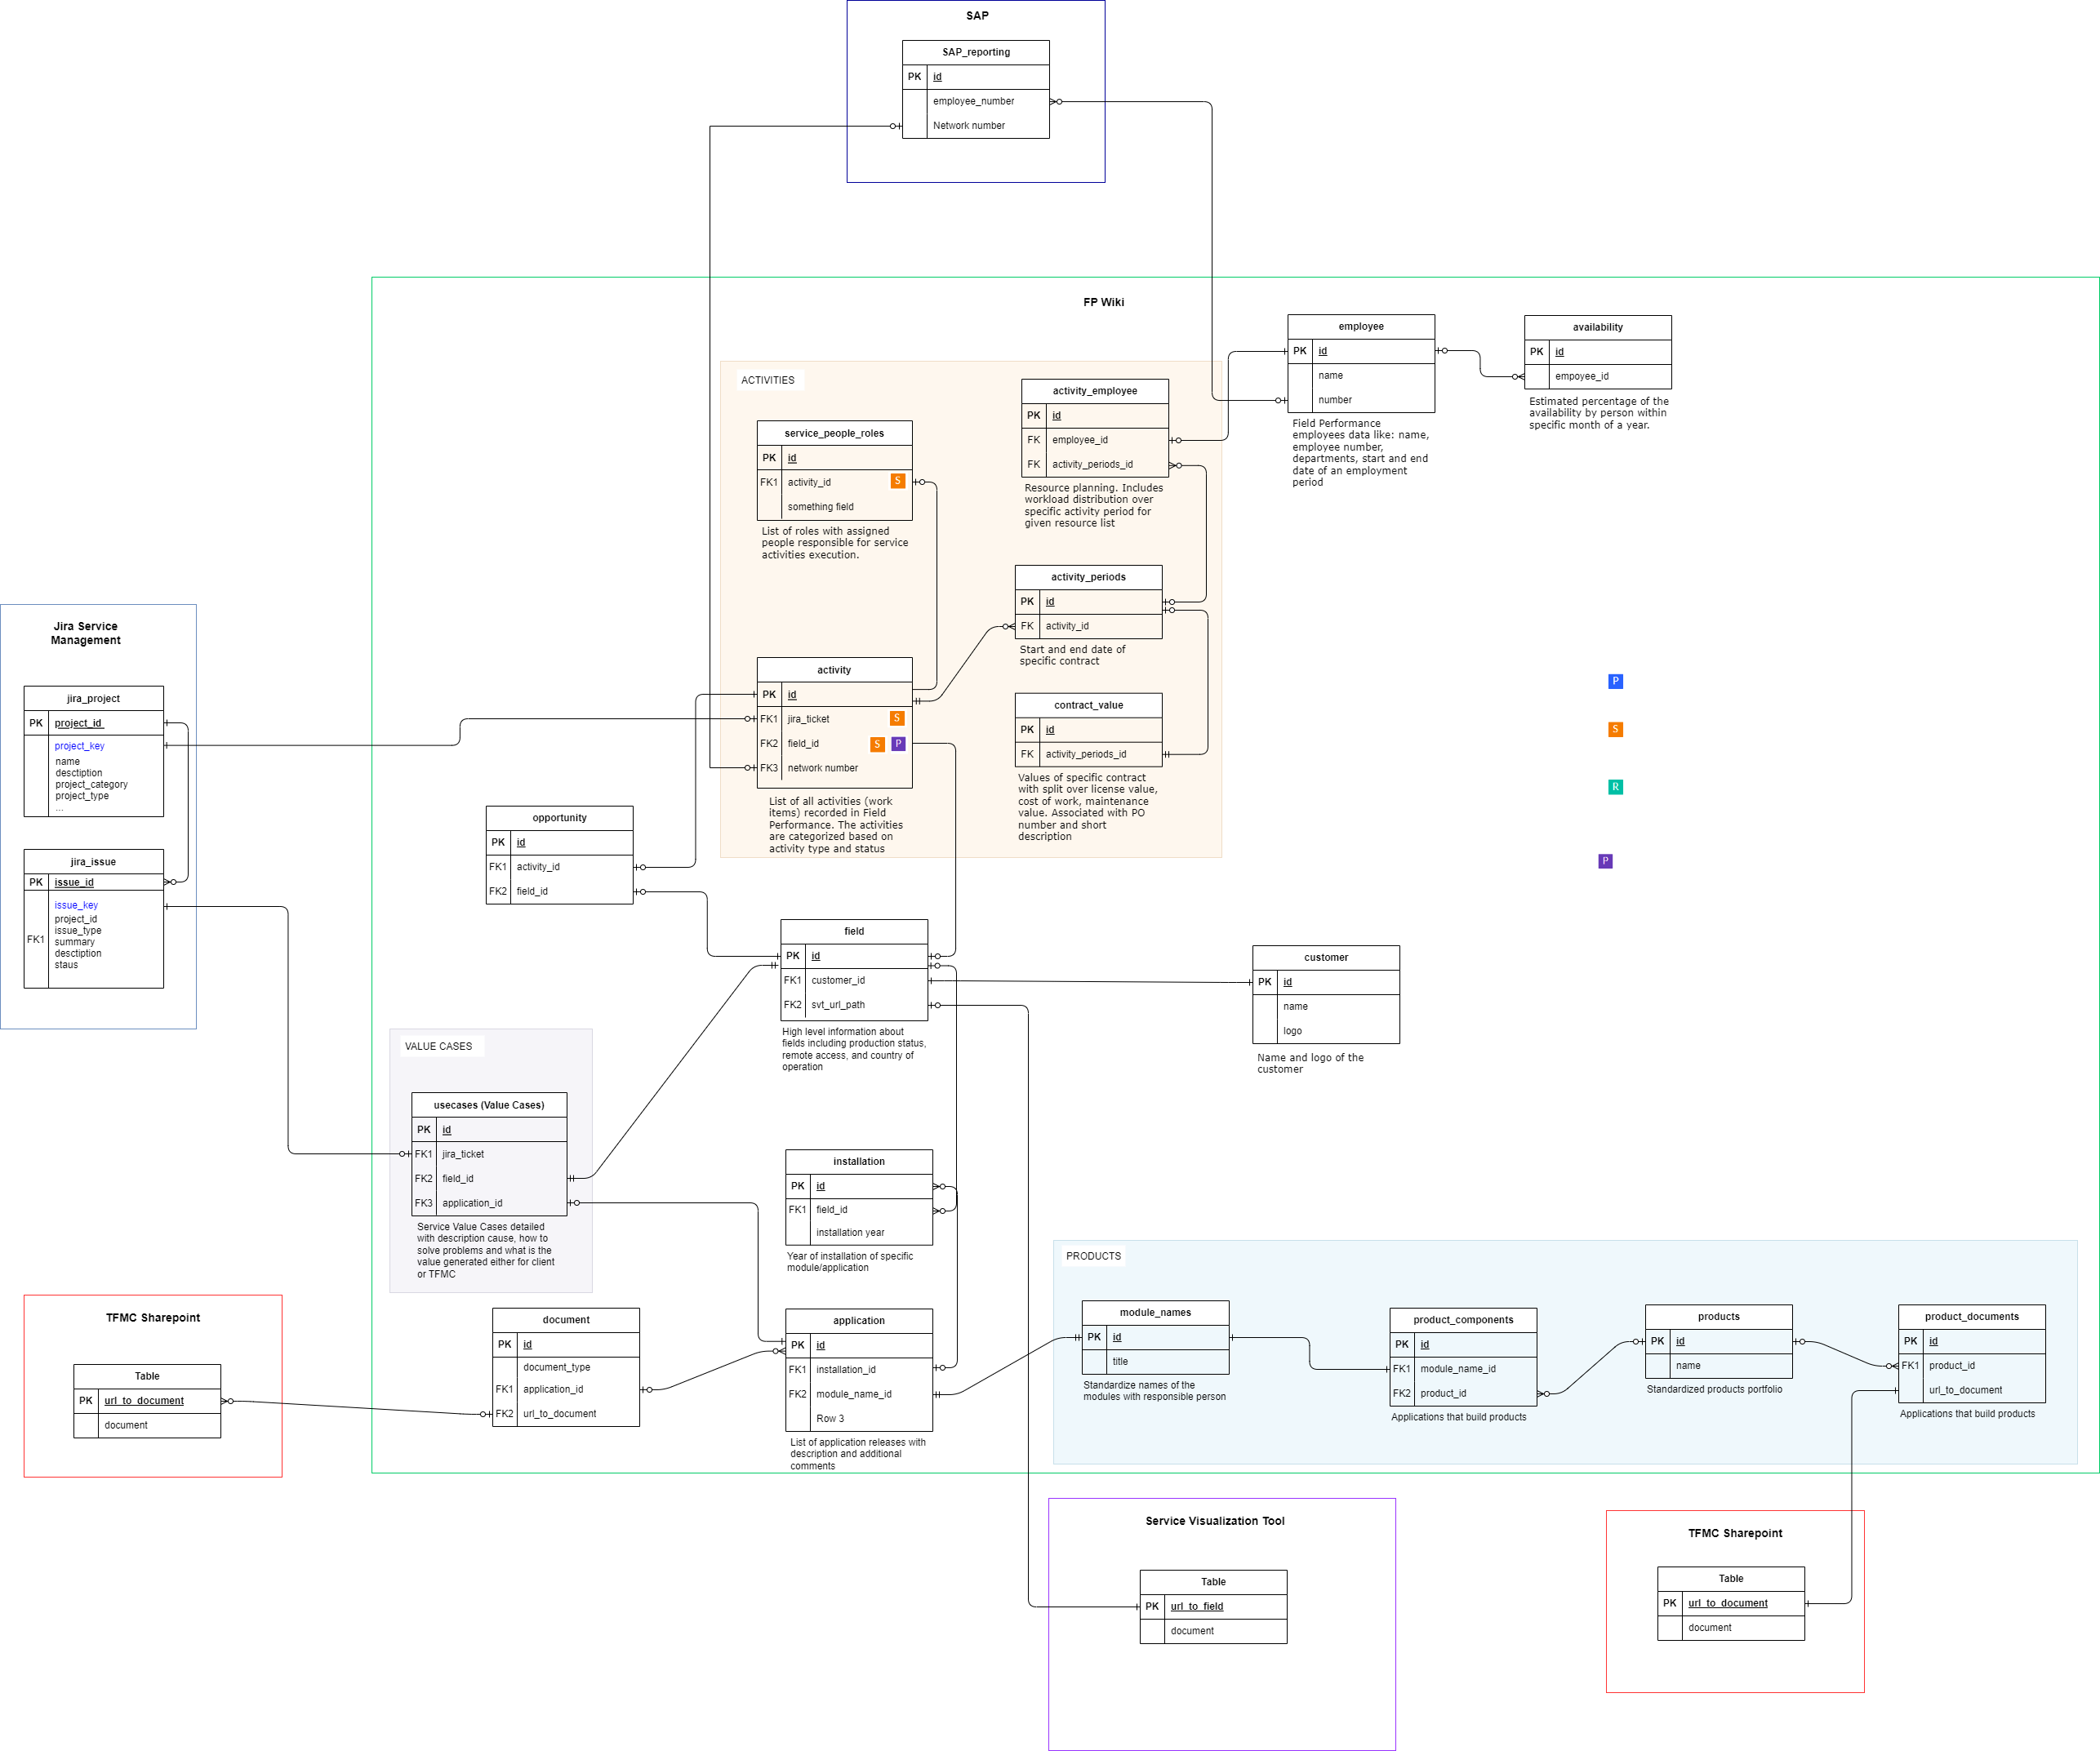 SAP
SAP_reporting
PK id
employee_number
Network number
FP Wiki
employee
PK id
name
number
Field Performance
employees data like: name,
employee number,
departments, start and end
date of an employment
period
availability
PK id
empoyee_id
Estimated percentage of the
availability by person within
specific month of a year.
ACTIVITIES
activity_employee
PK id
FK employee_id
FK activity_periods_id
Resource planning. Includes
workload distribution over
specific activity period for
given resource list
service_people_roles
PK id
FK1 activity_id S
something field
List of roles with assigned
people responsible for service
activities execution.
activity_periods
PK id
FK activity_id
Start and end date of
specific contract
activity
PK id
FK1 jira_ticket S
FK2 field_id S P
FK3 network number
List of all activities (work
items) recorded in Field
Performance. The activities
are categorized based on
activity type and status
contract_value
PK id
FK activity_periods_id
Values of specific contract
with split over license value,
cost of work, maintenance
value. Associated with PO
number and short
description
P
S
R
P
Jira Service
Management
jira_project
PK project_id
project_key
name
desctiption
project_category
project_type
...
jira_issue
PK issue_id
issue_key
project_id
issue_type
FK1 summary
desctiption
staus
opportunity
PK id
FK1 activity_id
FK2 field_id
field
PK id
FK1 customer_id
FK2 svt_url_path
High level information about
fields including production status,
remote access, and country of
operation
customer
PK id
name
logo
Name and logo of the
customer
VALUE CASES
usecases (Value Cases)
PK id
FK1 jira_ticket
FK2 field_id
FK3 application_id
Service Value Cases detailed
with description cause, how to
solve problems and what is the
value generated either for client
or TFMC
installation
PK id
FK1 field_id
installation year
Year of installation of specific
module/application
TFMC Sharepoint
Table
PK url_to_document
document
document
PK id
document_type
FK1 application_id
FK2 url_to_document
application
PK id
FK1 installation_id
FK2 module_name_id
Row 3
List of application releases with
description and additional
comments
PRODUCTS
module_names
PK id
title
Standardize names of the
modules with responsible person
product_components
PK id
FK1 module_name_id
FK2 product_id
Applications that build products
products
PK id
name
Standardized products portfolio
product_documents
PK id
FK1 product_id
url_to_document
Applications that build products
Service Visualization Tool
Table
PK url_to_field
document
TFMC Sharepoint
Table
PK url_to_document
document